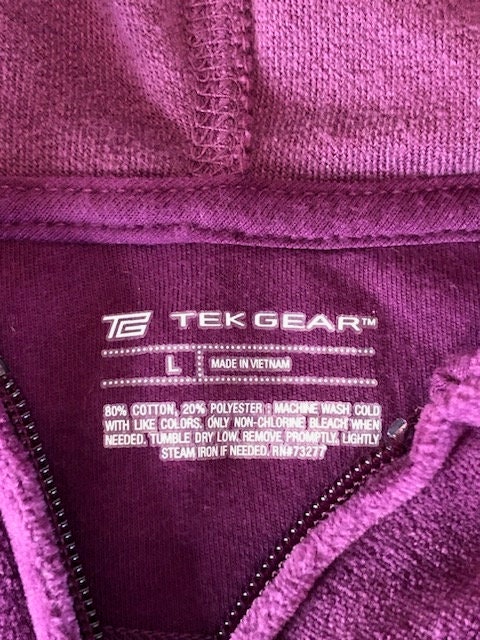 TG TEK GEAR™
L MADE IN VIETNAM
80% COTTON, 20% POLYESTER : MACHINE WASH COLD
WITH LIKE COLORS. ONLY NON-CHLORINE BLEACH WHEN
NEEDED. TUMBLE DRY LOW. REMOVE PROMPTLY. LIGHTLY
STEAM IRON IF NEEDED. RN#73277